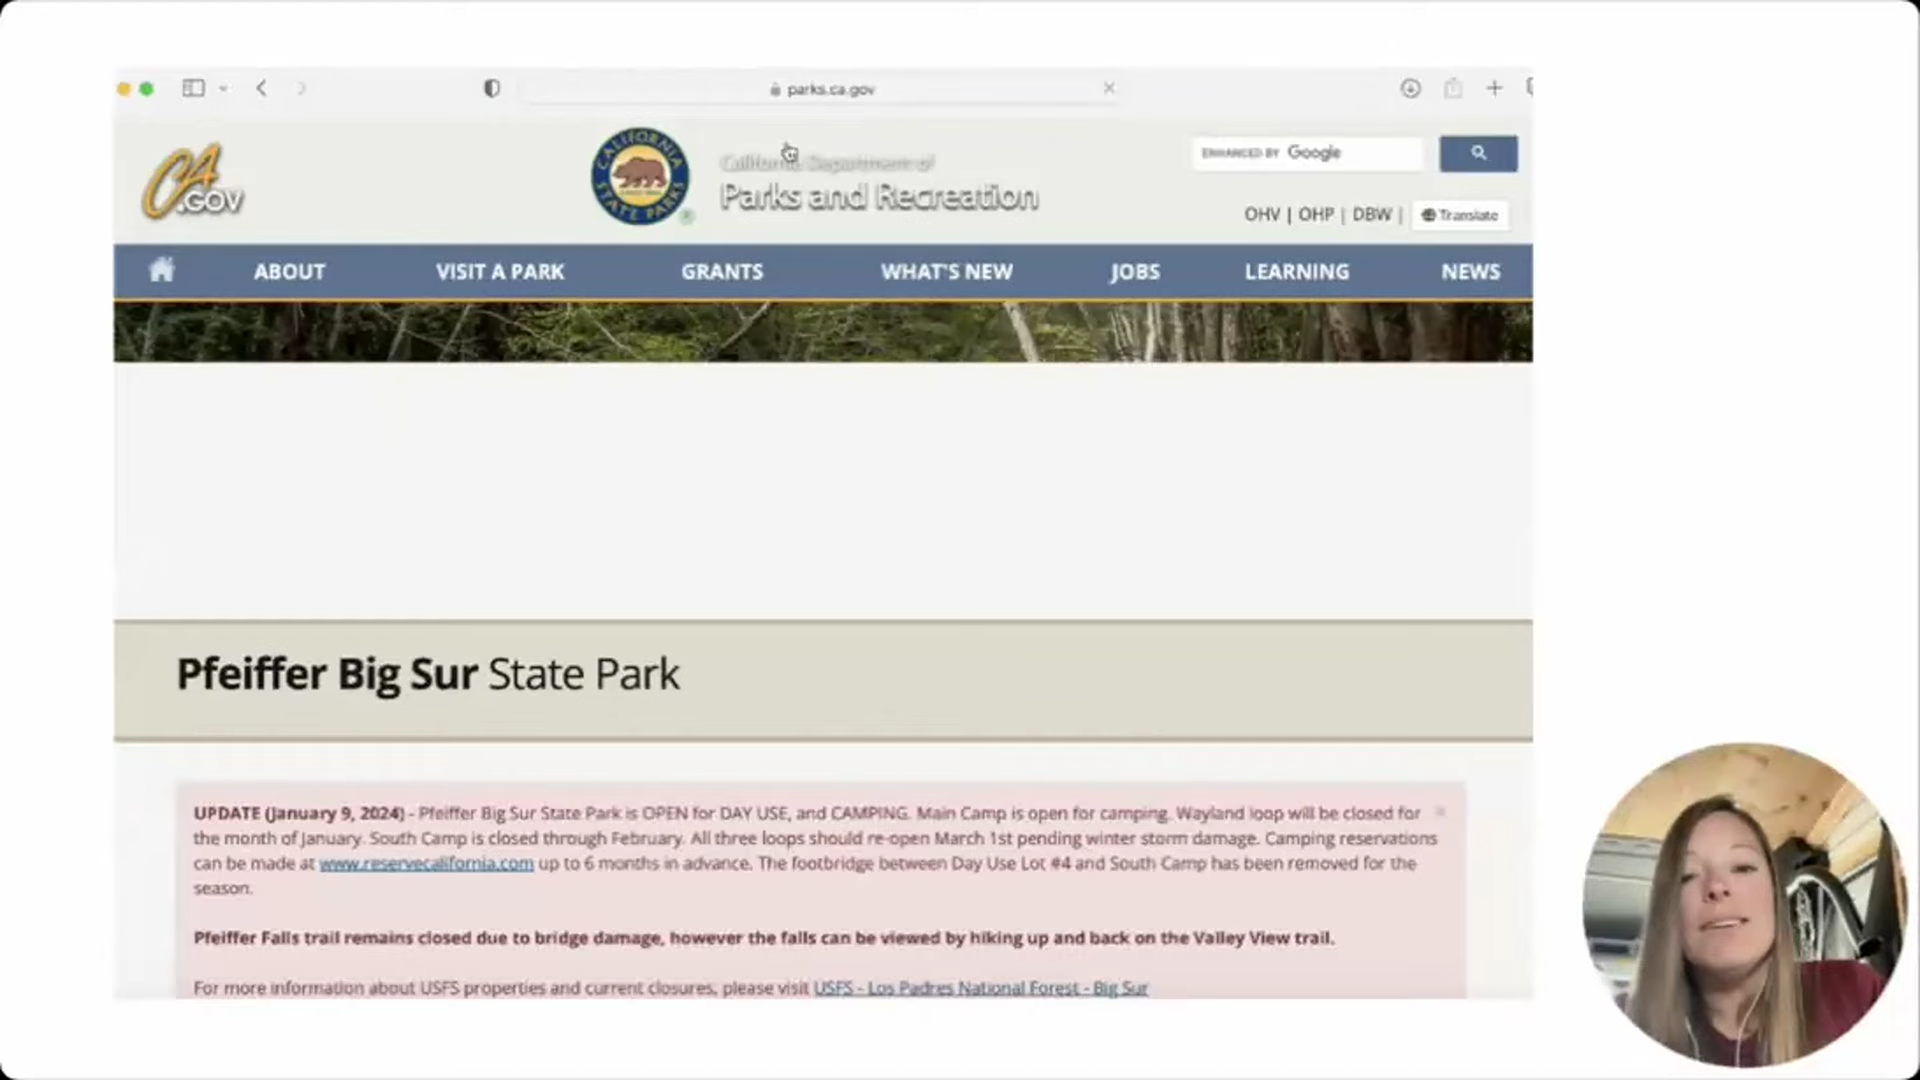 parks.ca.gov
CA.GOV
CALIFORNIA
STATE PARKS
California Department of
Parks and Recreation
ENHANCED BY Google
OHV | OHP | DBW |
Translate
ABOUT
VISIT A PARK
GRANTS
WHAT'S NEW
JOBS
LEARNING
NEWS
Pfeiffer Big Sur State Park
UPDATE (January 9, 2024) - Pfeiffer Big Sur State Park is OPEN for DAY USE, and CAMPING. Main Camp is open for camping. Wayland loop will be closed for
the month of January. South Camp is closed through February. All three loops should re-open March 1st pending winter storm damage. Camping reservations
can be made at www.reservecalifornia.com up to 6 months in advance. The footbridge between Day Use Lot #4 and South Camp has been removed for the
season.
Pfeiffer Falls trail remains closed due to bridge damage, however the falls can be viewed by hiking up and back on the Valley View trail.
For more information about USFS properties and current closures, please visit USFS - Los Padres National Forest - Big Sur